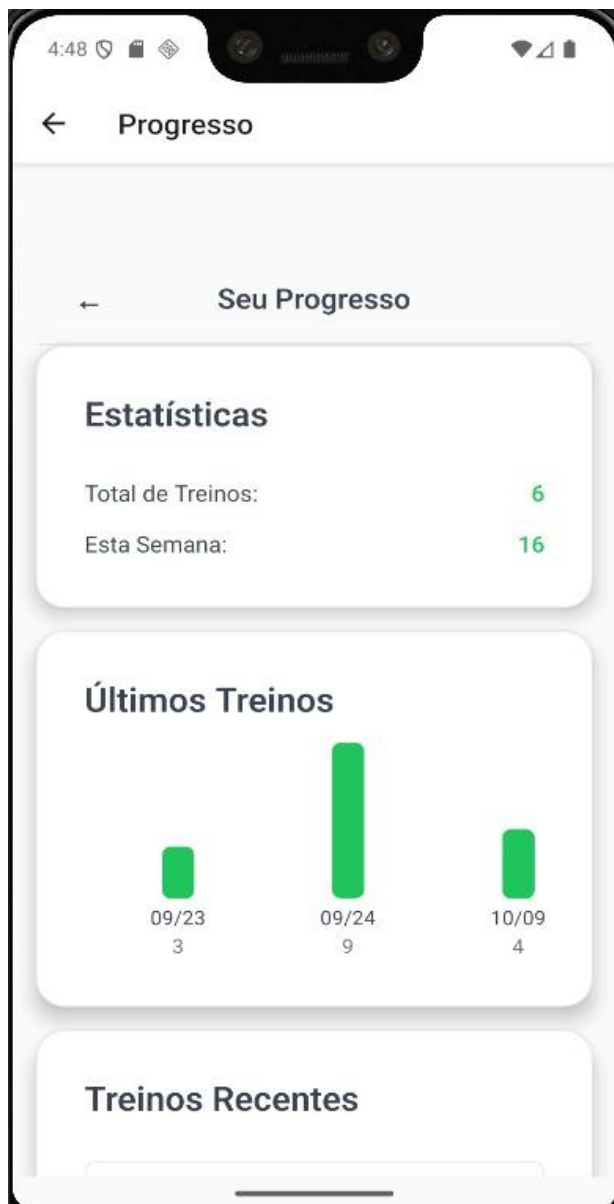 4:48
Progresso
← Seu Progresso
Estatísticas
Total de Treinos: 6
Esta Semana: 16
Últimos Treinos
09/23 09/24 10/09
3 9 4
Treinos Recentes